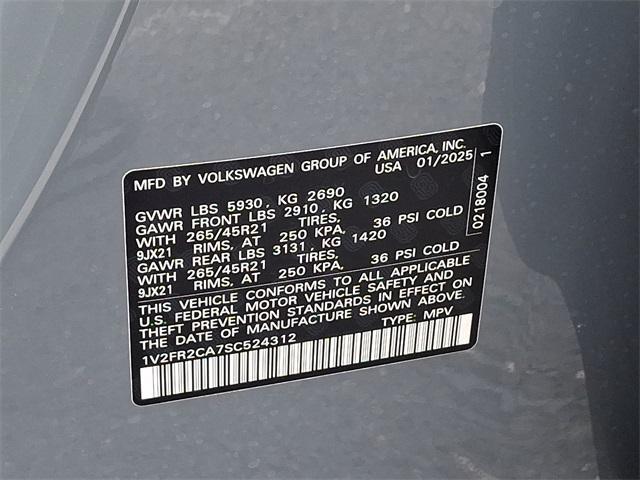 MFD BY VOLKSWAGEN GROUP OF AMERICA, INC.
USA 01/2025
GVWR LBS 5930, KG 2690
GAWR FRONT LBS 2910, KG 1320
WITH 265/45R21 TIRES,
9JX21 RIMS, AT 250 KPA, 36 PSI COLD
GAWR REAR LBS 3131, KG 1420
WITH 265/45R21 TIRES,
9JX21 RIMS, AT 250 KPA, 36 PSI COLD
THIS VEHICLE CONFORMS TO ALL APPLICABLE
U.S. FEDERAL MOTOR VEHICLE SAFETY AND
THEFT PREVENTION STANDARDS IN EFFECT ON
THE DATE OF MANUFACTURE SHOWN ABOVE.
1V2FR2CA7SC524312 TYPE: MPV
0218004 1